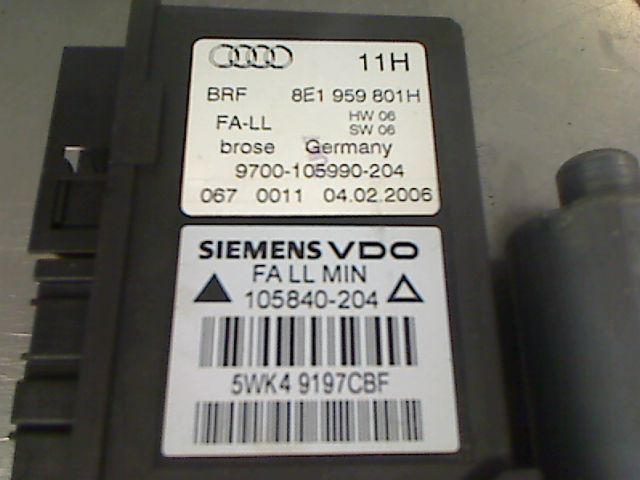 11H
BRF 8E1 959 801H
FA-LL HW 06
SW 06
brose Germany
9700-105990-204
067 0011 04.02.2006
SIEMENS VDO
FA LL MIN
105840-204
5WK4 9197CBF